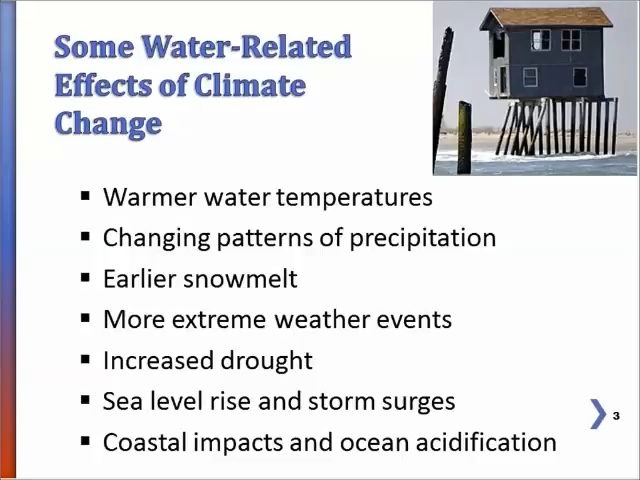 Some Water-Related
Effects of Climate
Change
▪ Warmer water temperatures
▪ Changing patterns of precipitation
▪ Earlier snowmelt
▪ More extreme weather events
▪ Increased drought
▪ Sea level rise and storm surges
▪ Coastal impacts and ocean acidification
3